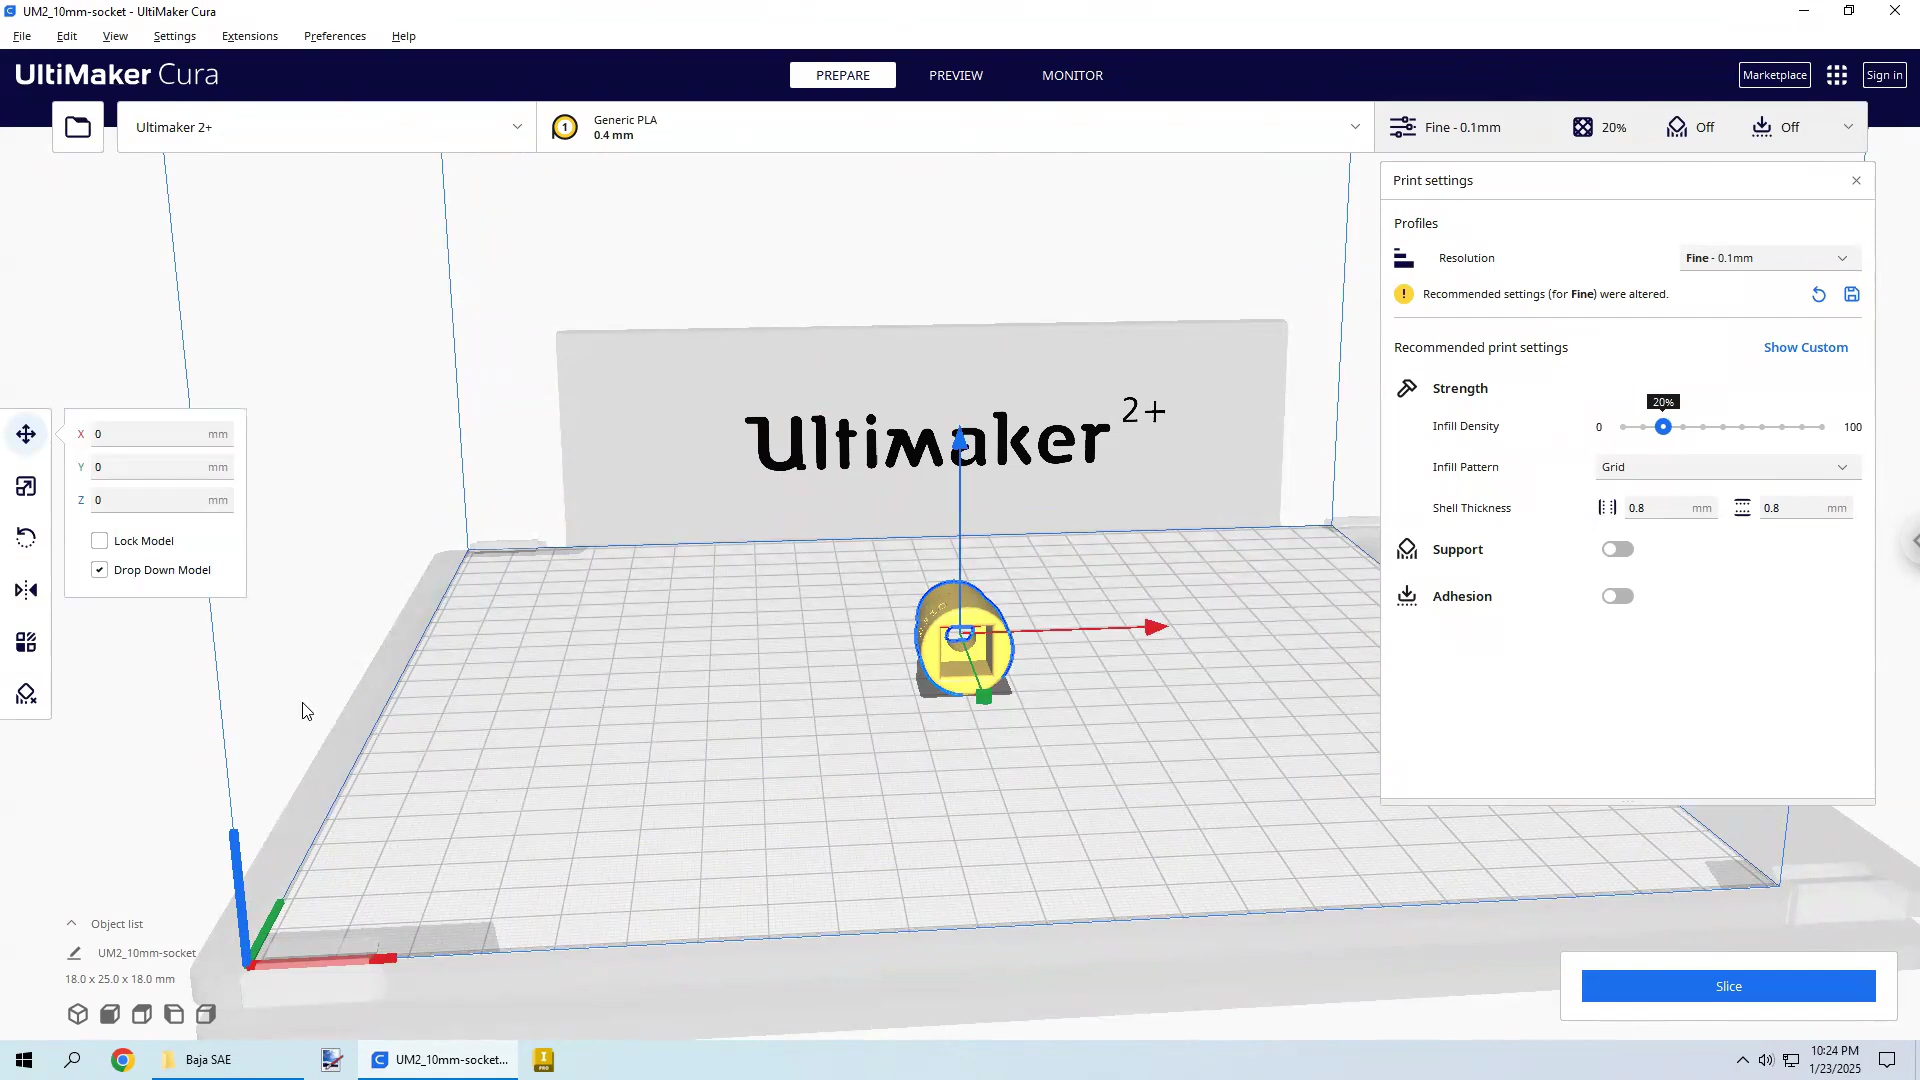 UM2_10mm-socket - UltiMaker Cura
File Edit View Settings Extensions Preferences Help
UltiMaker Cura PREPARE PREVIEW MONITOR Marketplace Sign in
Ultimaker 2+ 1 Generic PLA Fine - 0.1mm 20% Off Off
0.4 mm
Print settings
Profiles
Resolution Fine - 0.1mm
! Recommended settings (for Fine) were altered.
Recommended print settings Show Custom
Strength
20%
Infill Density 0 100
Infill Pattern Grid
Shell Thickness 0.8 mm 0.8 mm
Support
Adhesion
Ultimaker 2+
X 0 mm
Y 0 mm
Z 0 mm
Lock Model
Drop Down Model
Object list
UM2_10mm-socket
18.0 x 25.0 x 18.0 mm
Slice
Baja SAE
UM2_10mm-socket...
10:24 PM
1/23/2025